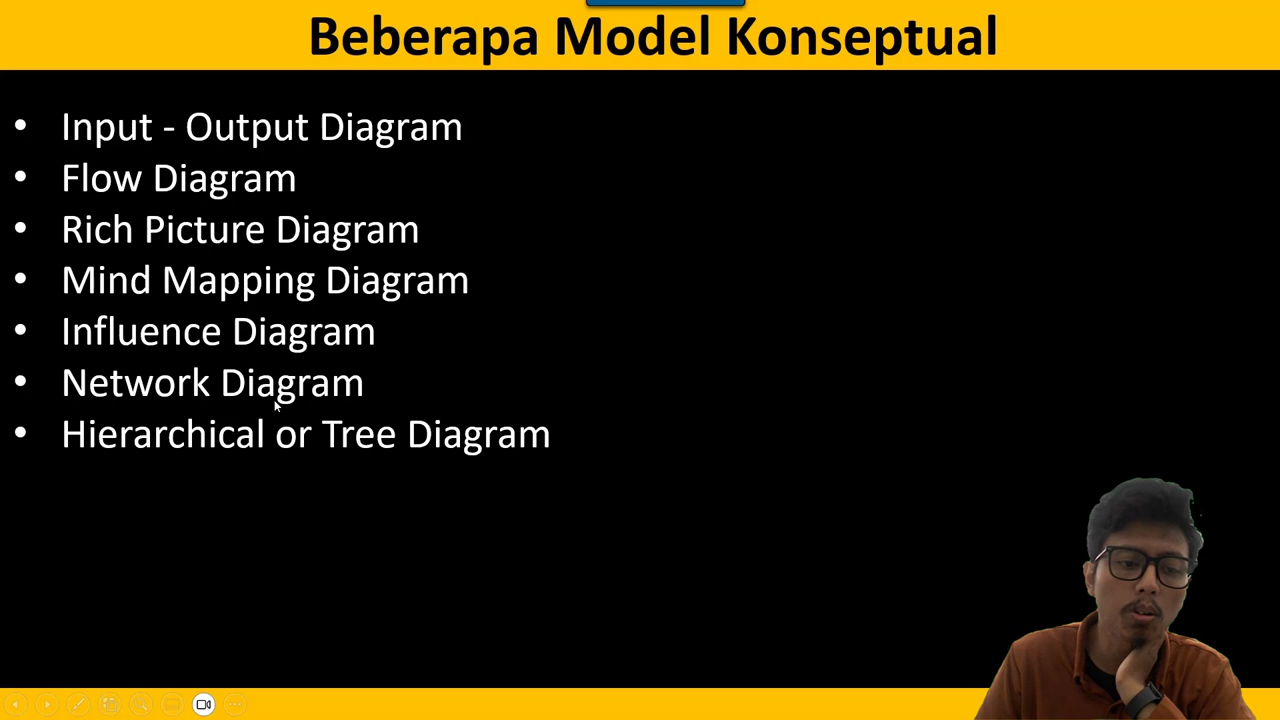 Beberapa Model Konseptual
• Input - Output Diagram
• Flow Diagram
• Rich Picture Diagram
• Mind Mapping Diagram
• Influence Diagram
• Network Diagram
• Hierarchical or Tree Diagram